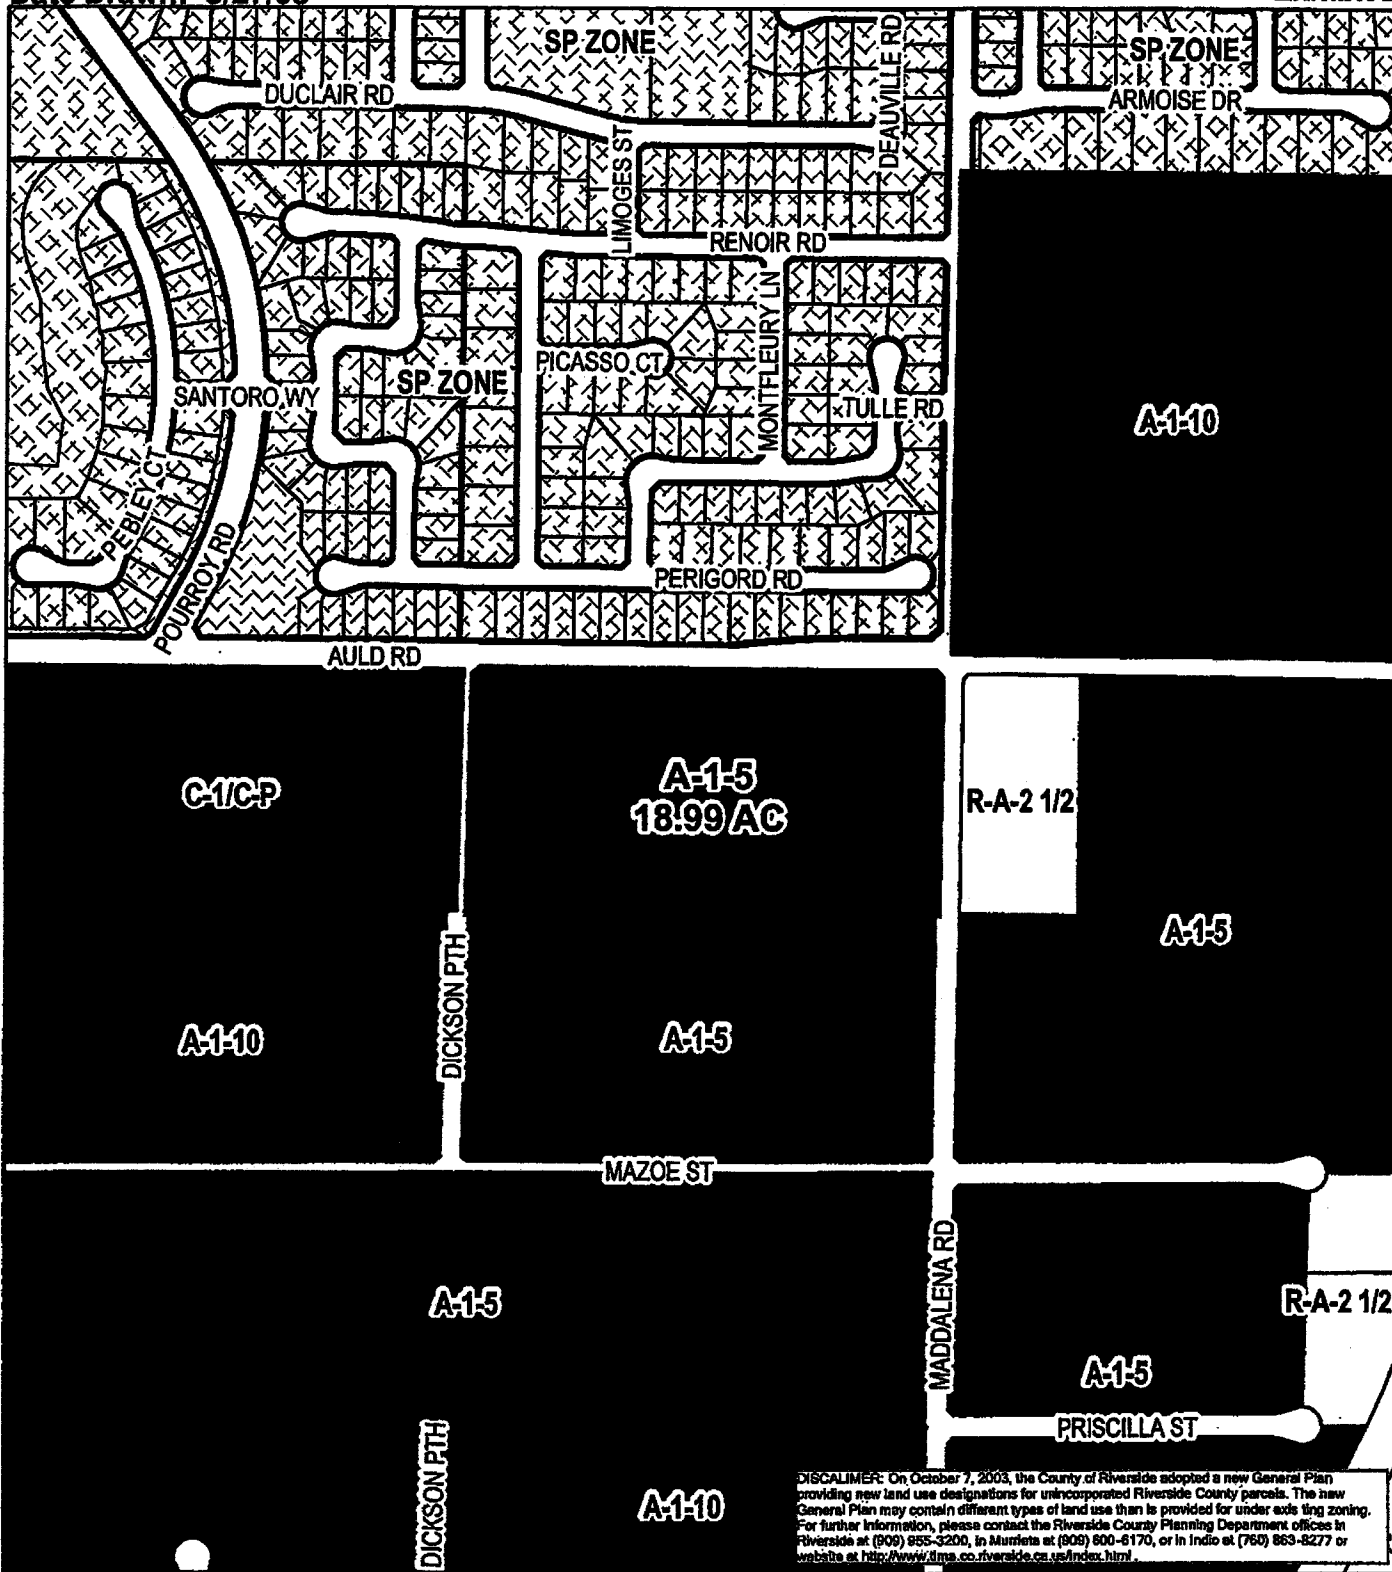 SP ZONE
DEAUVILLE RD
SP ZONE
DUCLAIR RD
ARMOISE DR
LIMOGES ST
RENOIR RD
MONTFLEURY LN
PICASSO CT
SP ZONE
SANTORO WY
TULLE RD
A-1-10
PEBLEY CT
POURROY RD
PERIGORD RD
AULD RD
C-1/C-P
A-1-5
18.99 AC
R-A-2 1/2
A-1-5
DICKSON PTH
A-1-10
A-1-5
MAZOE ST
MADDALENA RD
A-1-5
R-A-2 1/2
A-1-5
PRISCILLA ST
DICKSON PTH
A-1-10
DISCALIMER: On October 7, 2003, the County of Riverside adopted a new General Plan
providing new land use designations for unincorporated Riverside County parcels. The new
General Plan may contain different types of land use than is provided for under exis ting zoning.
For further information, please contact the Riverside County Planning Department offices in
Riverside at (909) 955-3200, in Murrieta at (909) 600-6170, or in Indio at (760) 863-8277 or
website at http://www.tlma.co.riverside.ca.us/index.html.